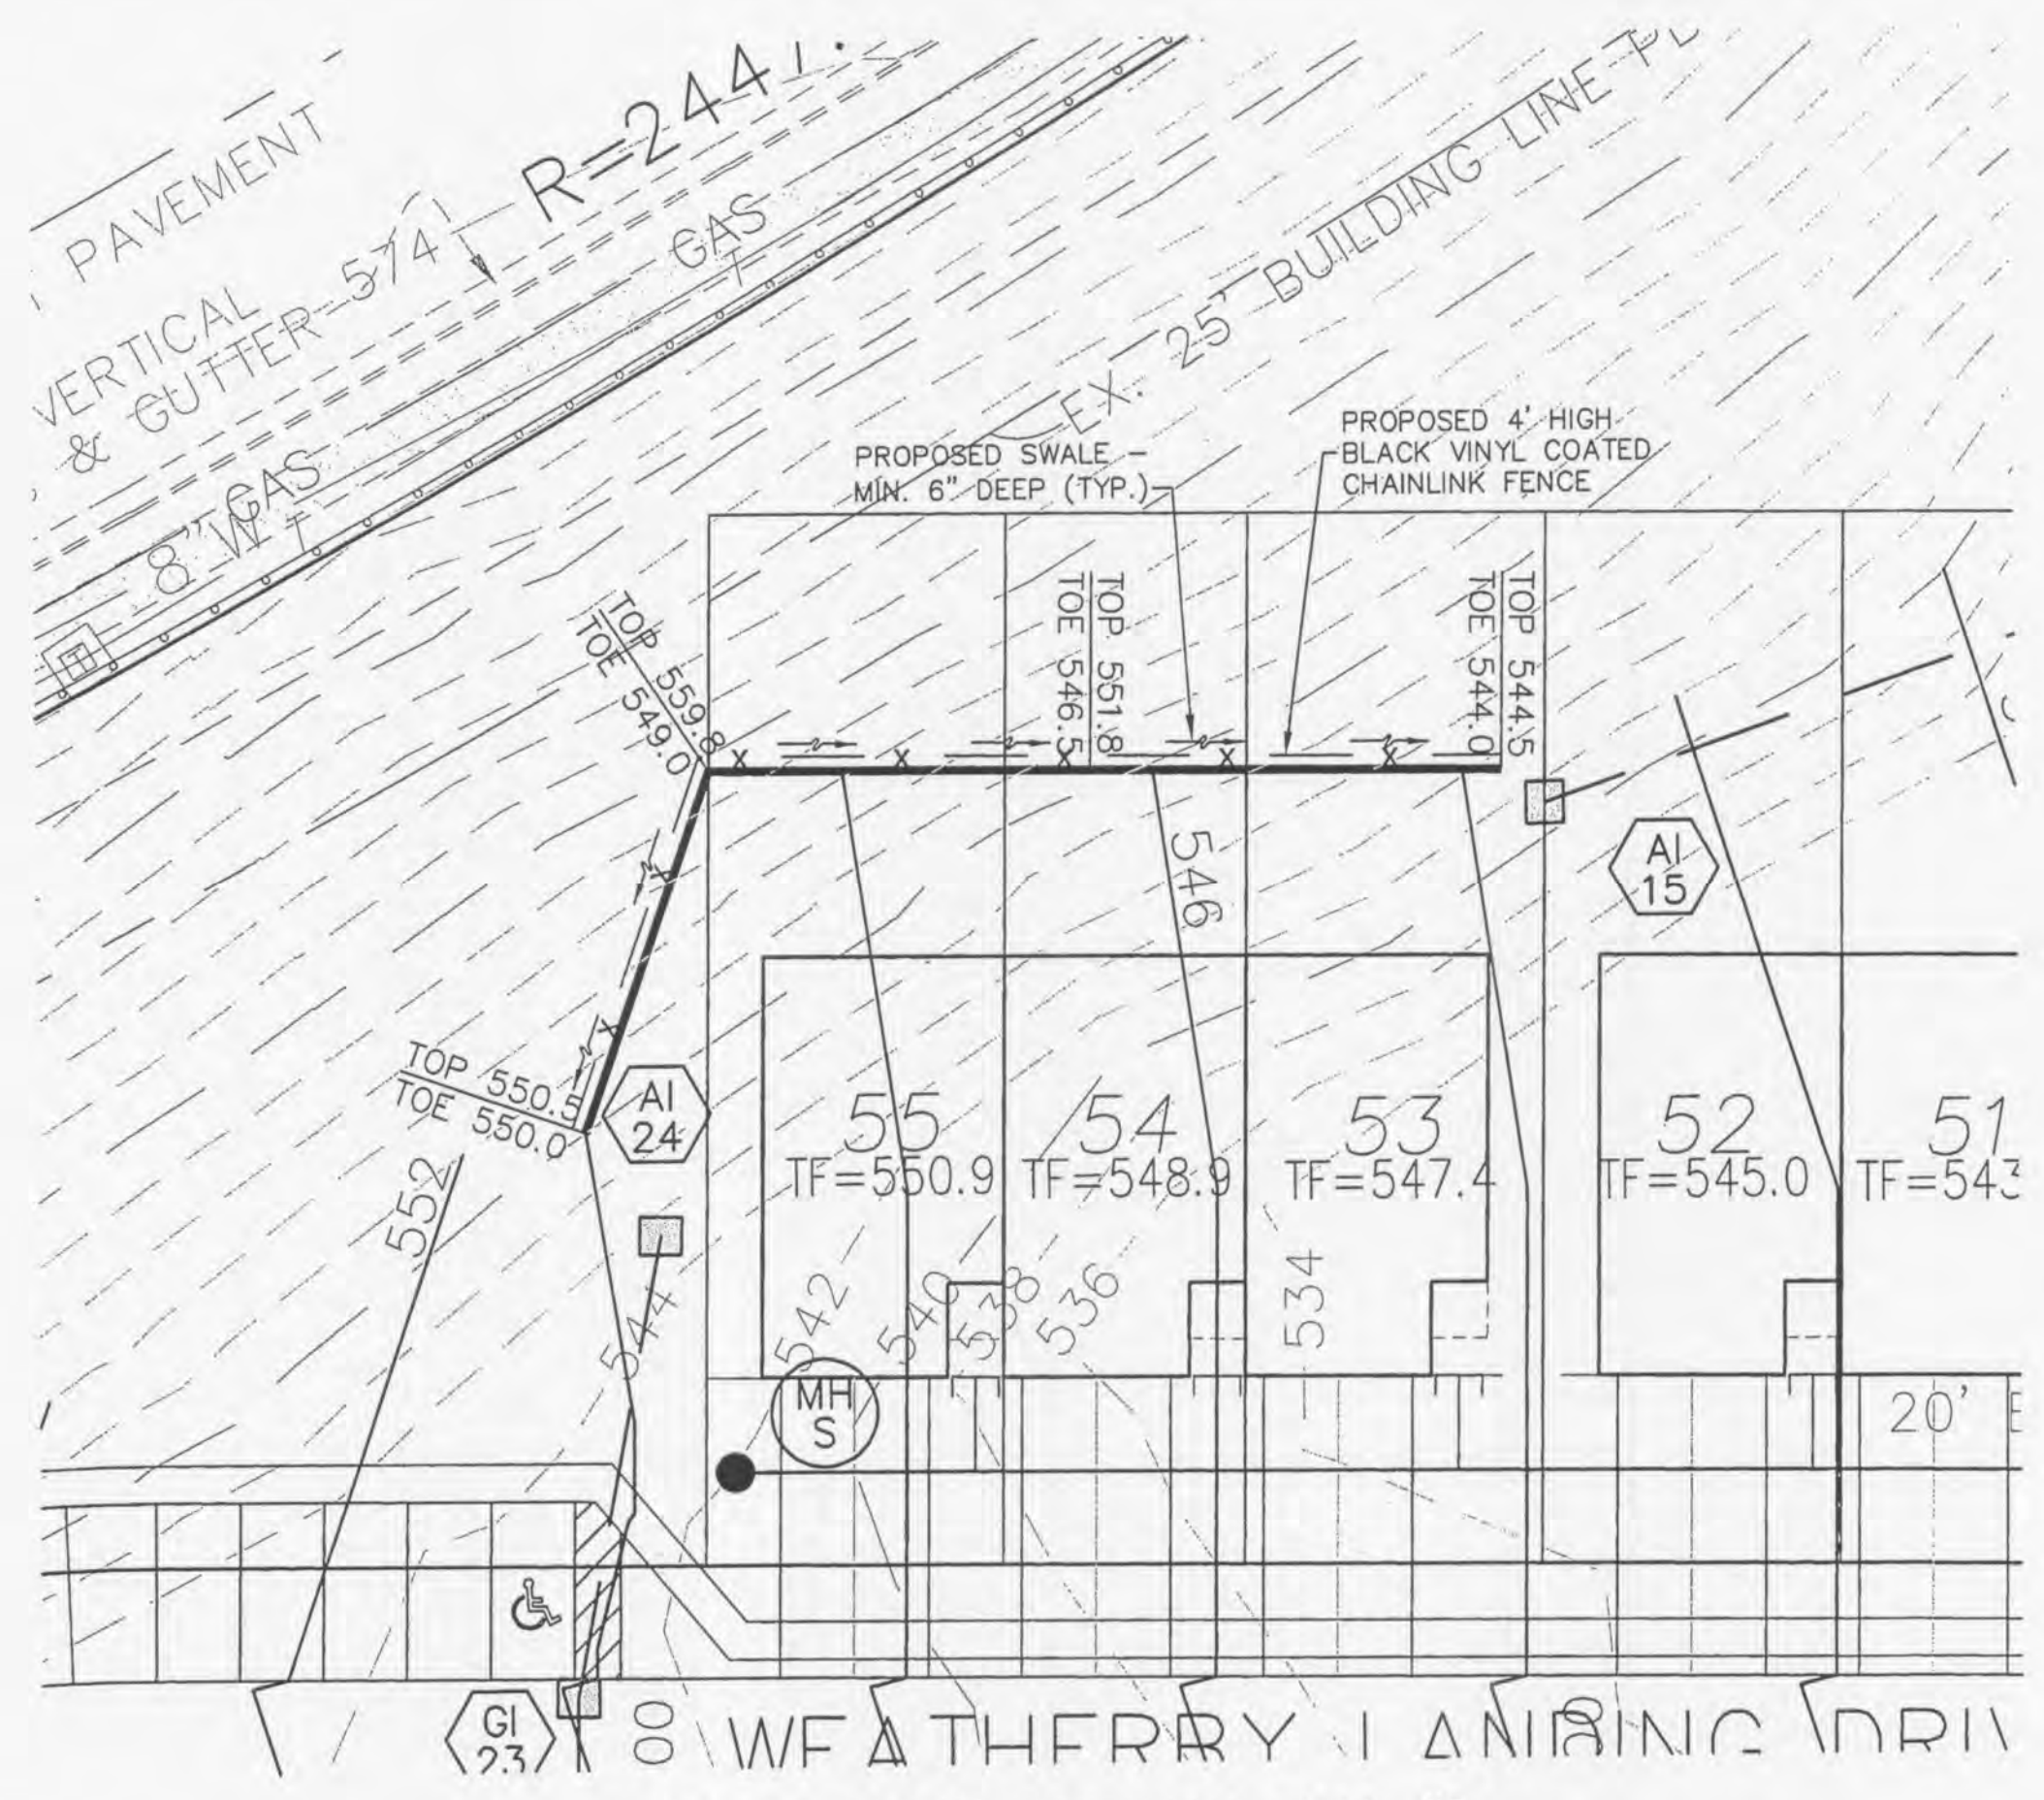 PAVEMENT
R=2447.
VERTICAL
& GUTTER
574
GAS
8" W
GAS
EX. 25' BUILDING LINE
PROPOSED SWALE -
MIN. 6" DEEP (TYP.)
PROPOSED 4' HIGH
BLACK VINYL COATED
CHAINLINK FENCE
TOP 559.8
TOE 549.0
TOP 551.8
TOE 546.5
TOP 544.5
TOE 544.0
546
AI
15
TOP 550.5
TOE 550.0
AI
24
552
55
TF=550.9
54
TF=548.9
53
TF=547.4
52
TF=545.0
51
TF=543
544
542
540
538
536
534
MH
S
20'
GI
23
WEATHERBY LANDING